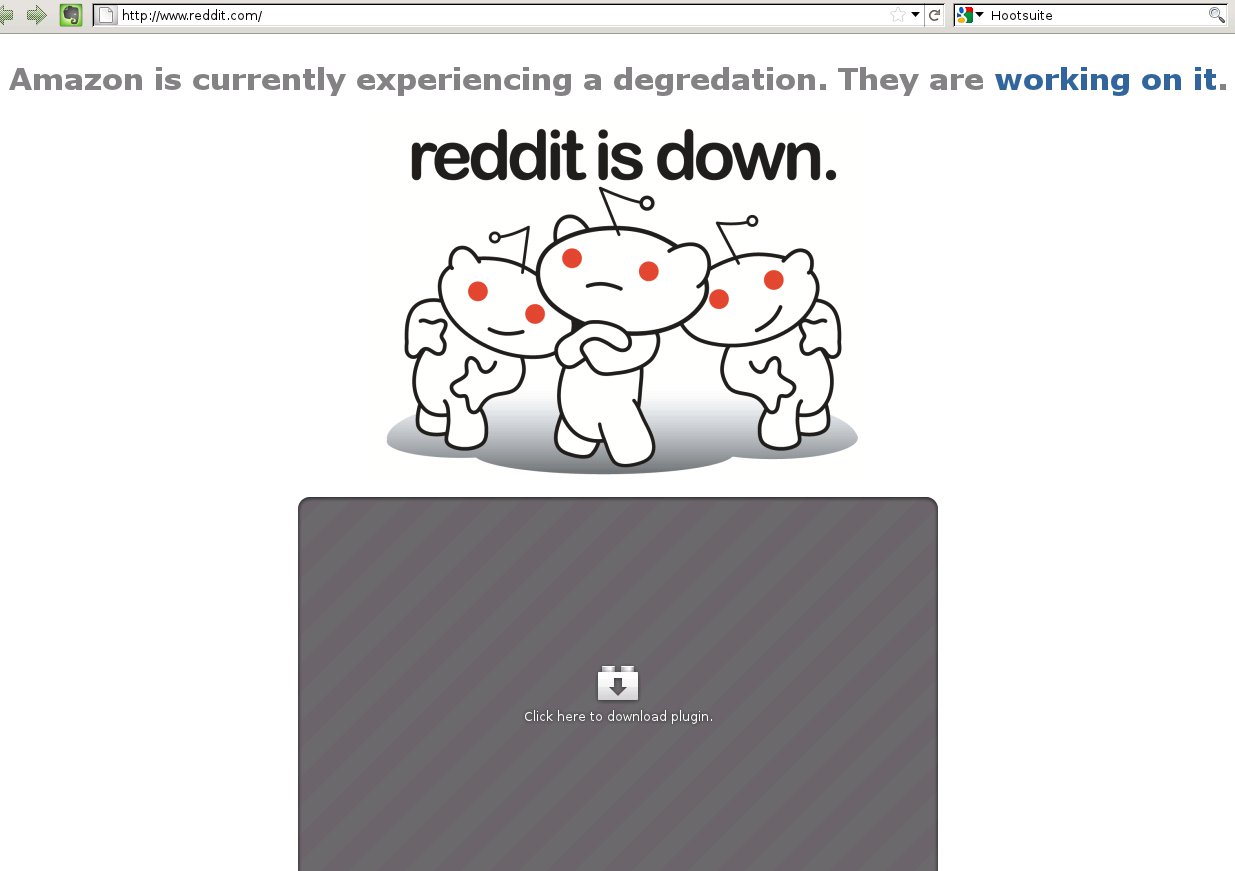 http://www.reddit.com/
Hootsuite
Amazon is currently experiencing a degredation. They are working on it.
reddit is down.
Click here to download plugin.